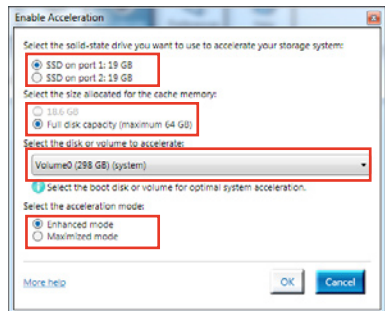 Enable Acceleration
Select the solid-state drive you want to use to accelerate your storage system:
SSD on port 1: 19 GB
SSD on port 2: 19 GB
Select the size allocated for the cache memory:
18.6 GB
Full disk capacity (maximum 64 GB)
Select the disk or volume to accelerate:
Volume0 (298 GB) (system)
Select the boot disk or volume for optimal system acceleration.
Select the acceleration mode:
Enhanced mode
Maximized mode
More help
OK
Cancel